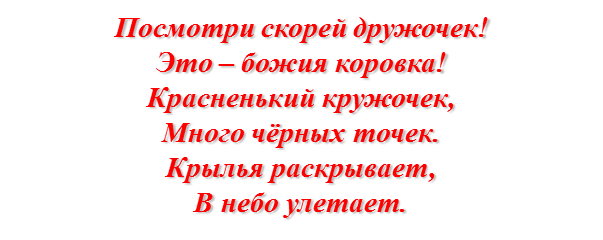 Посмотри скорей дружочек!
Это – божия коровка!
Красненький кружочек,
Много чёрных точек.
Крылья раскрывает,
В небо улетает.